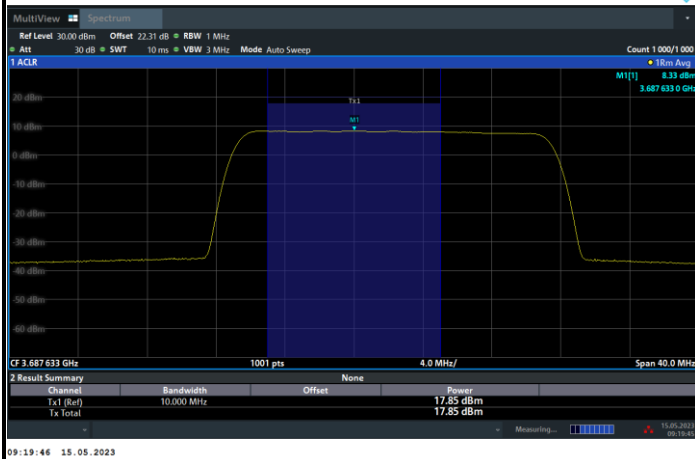 MultiView Spectrum
Ref Level 30.00 dBm Offset 22.31 dB RBW 1 MHz
Att 30 dB SWT 10 ms VBW 3 MHz Mode Auto Sweep Count 1 000/1 000
1 ACLR 1Rm Avg
M1[1] 8.33 dBm
3.687 633 0 GHz
20 dBm
Tx1
M1
10 dBm
0 dBm
-10 dBm
-20 dBm
-30 dBm
-40 dBm
-50 dBm
-60 dBm
CF 3.687 633 GHz 1001 pts 4.0 MHz/ Span 40.0 MHz
2 Result Summary None
Channel Bandwidth Offset Power
Tx1 (Ref) 10.000 MHz 17.85 dBm
Tx Total 17.85 dBm
Measuring... 15.05.2023
09:19:45
09:19:46 15.05.2023